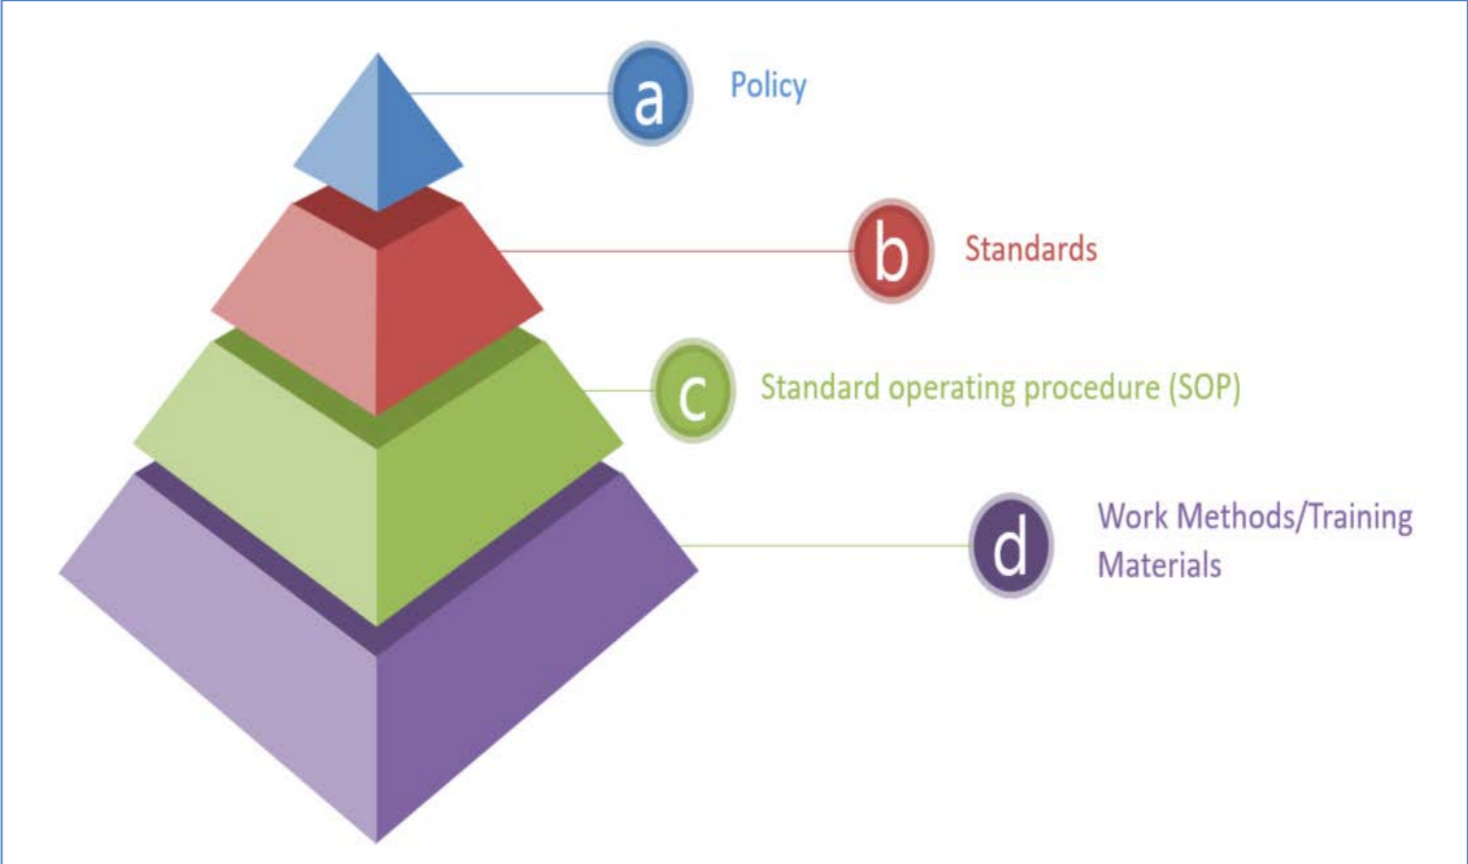 a
Policy
b
Standards
c
Standard operating procedure (SOP)
d
Work Methods/Training
Materials